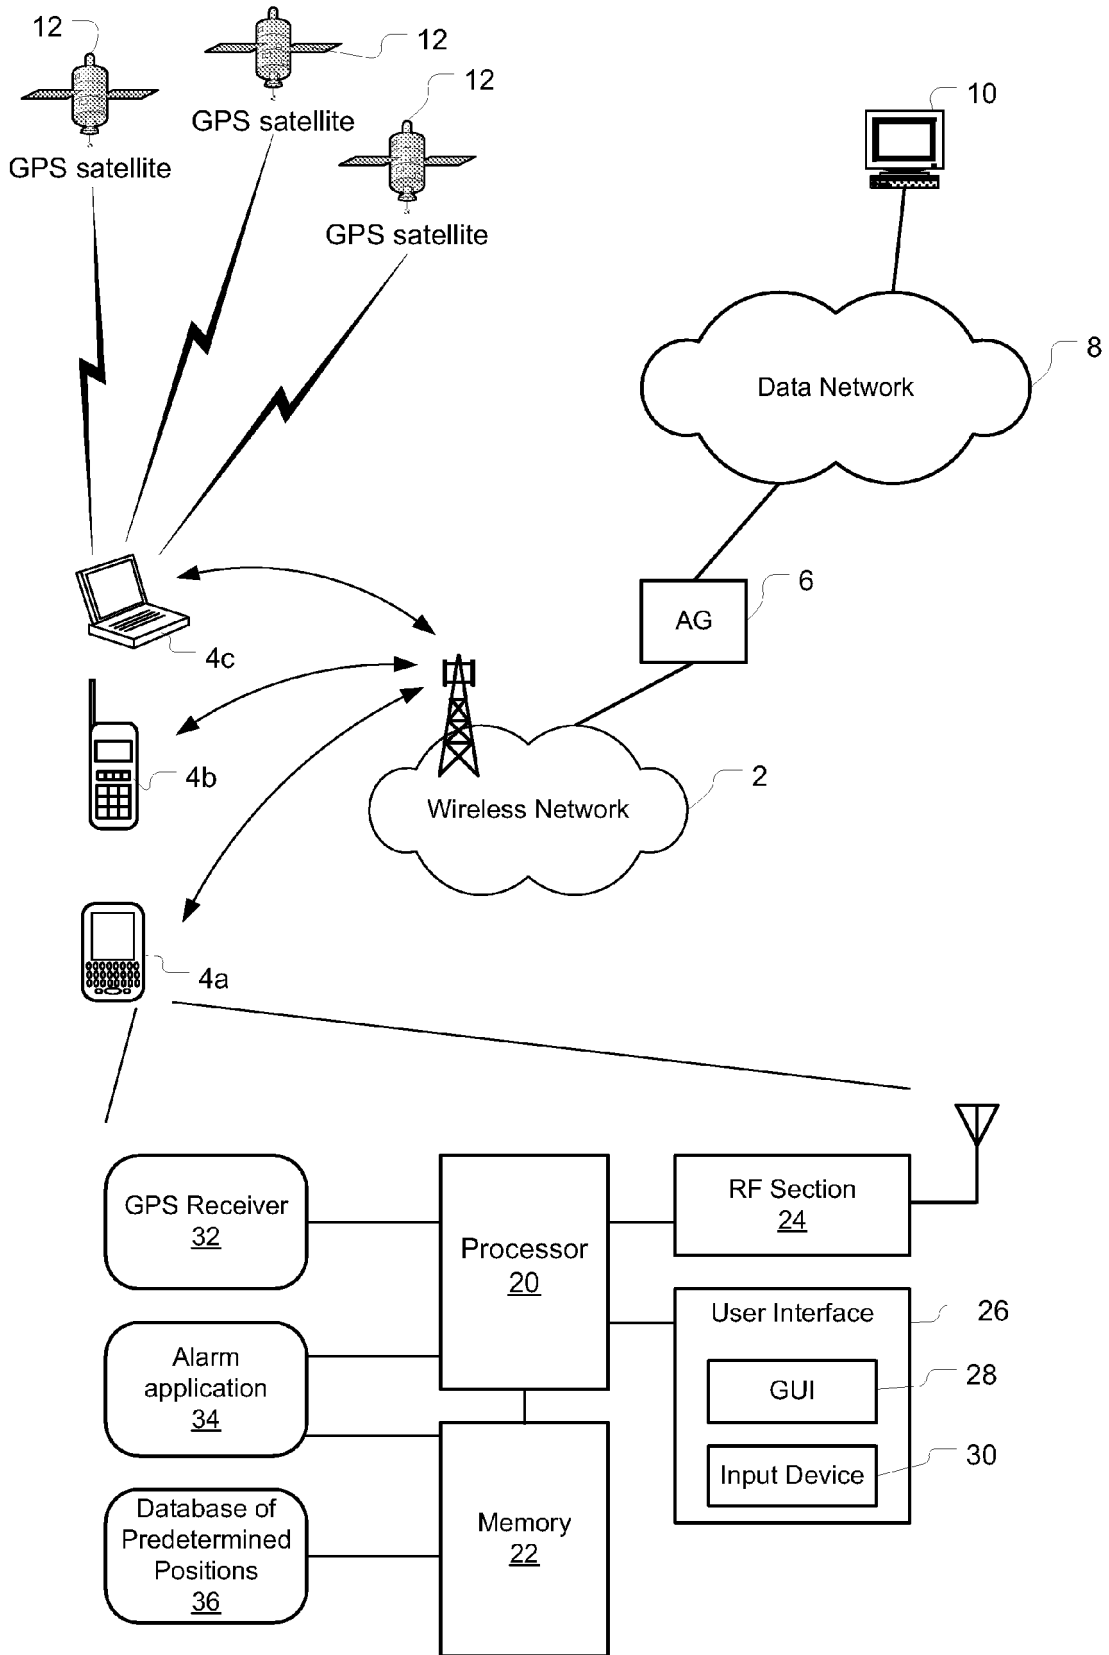 12
12
12
GPS satellite
GPS satellite
GPS satellite
10
8
Data Network
6
AG
4c
4b
2
Wireless Network
4a
GPS Receiver
32
Processor
20
RF Section
24
User Interface
26
GUI
28
Input Device
30
Alarm
application
34
Memory
22
Database of
Predetermined
Positions
36